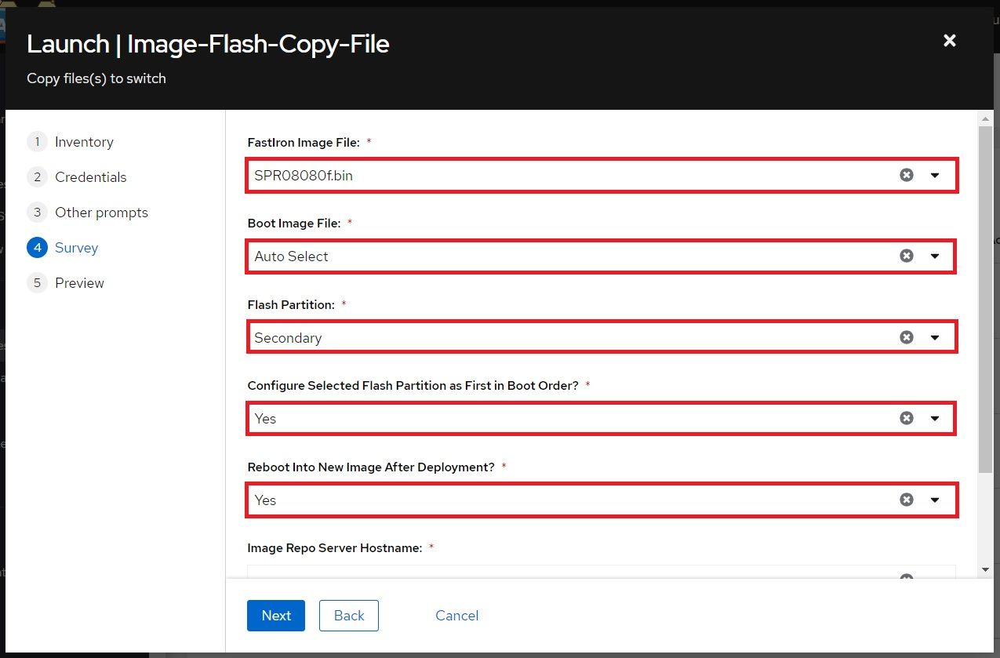 Launch | Image-Flash-Copy-File
Copy files(s) to switch
1 Inventory
2 Credentials
3 Other prompts
4 Survey
5 Preview
FastIron Image File: *
SPR08080f.bin
Boot Image File: *
Auto Select
Flash Partition: *
Secondary
Configure Selected Flash Partition as First in Boot Order? *
Yes
Reboot Into New Image After Deployment? *
Yes
Image Repo Server Hostname: *
Next
Back
Cancel